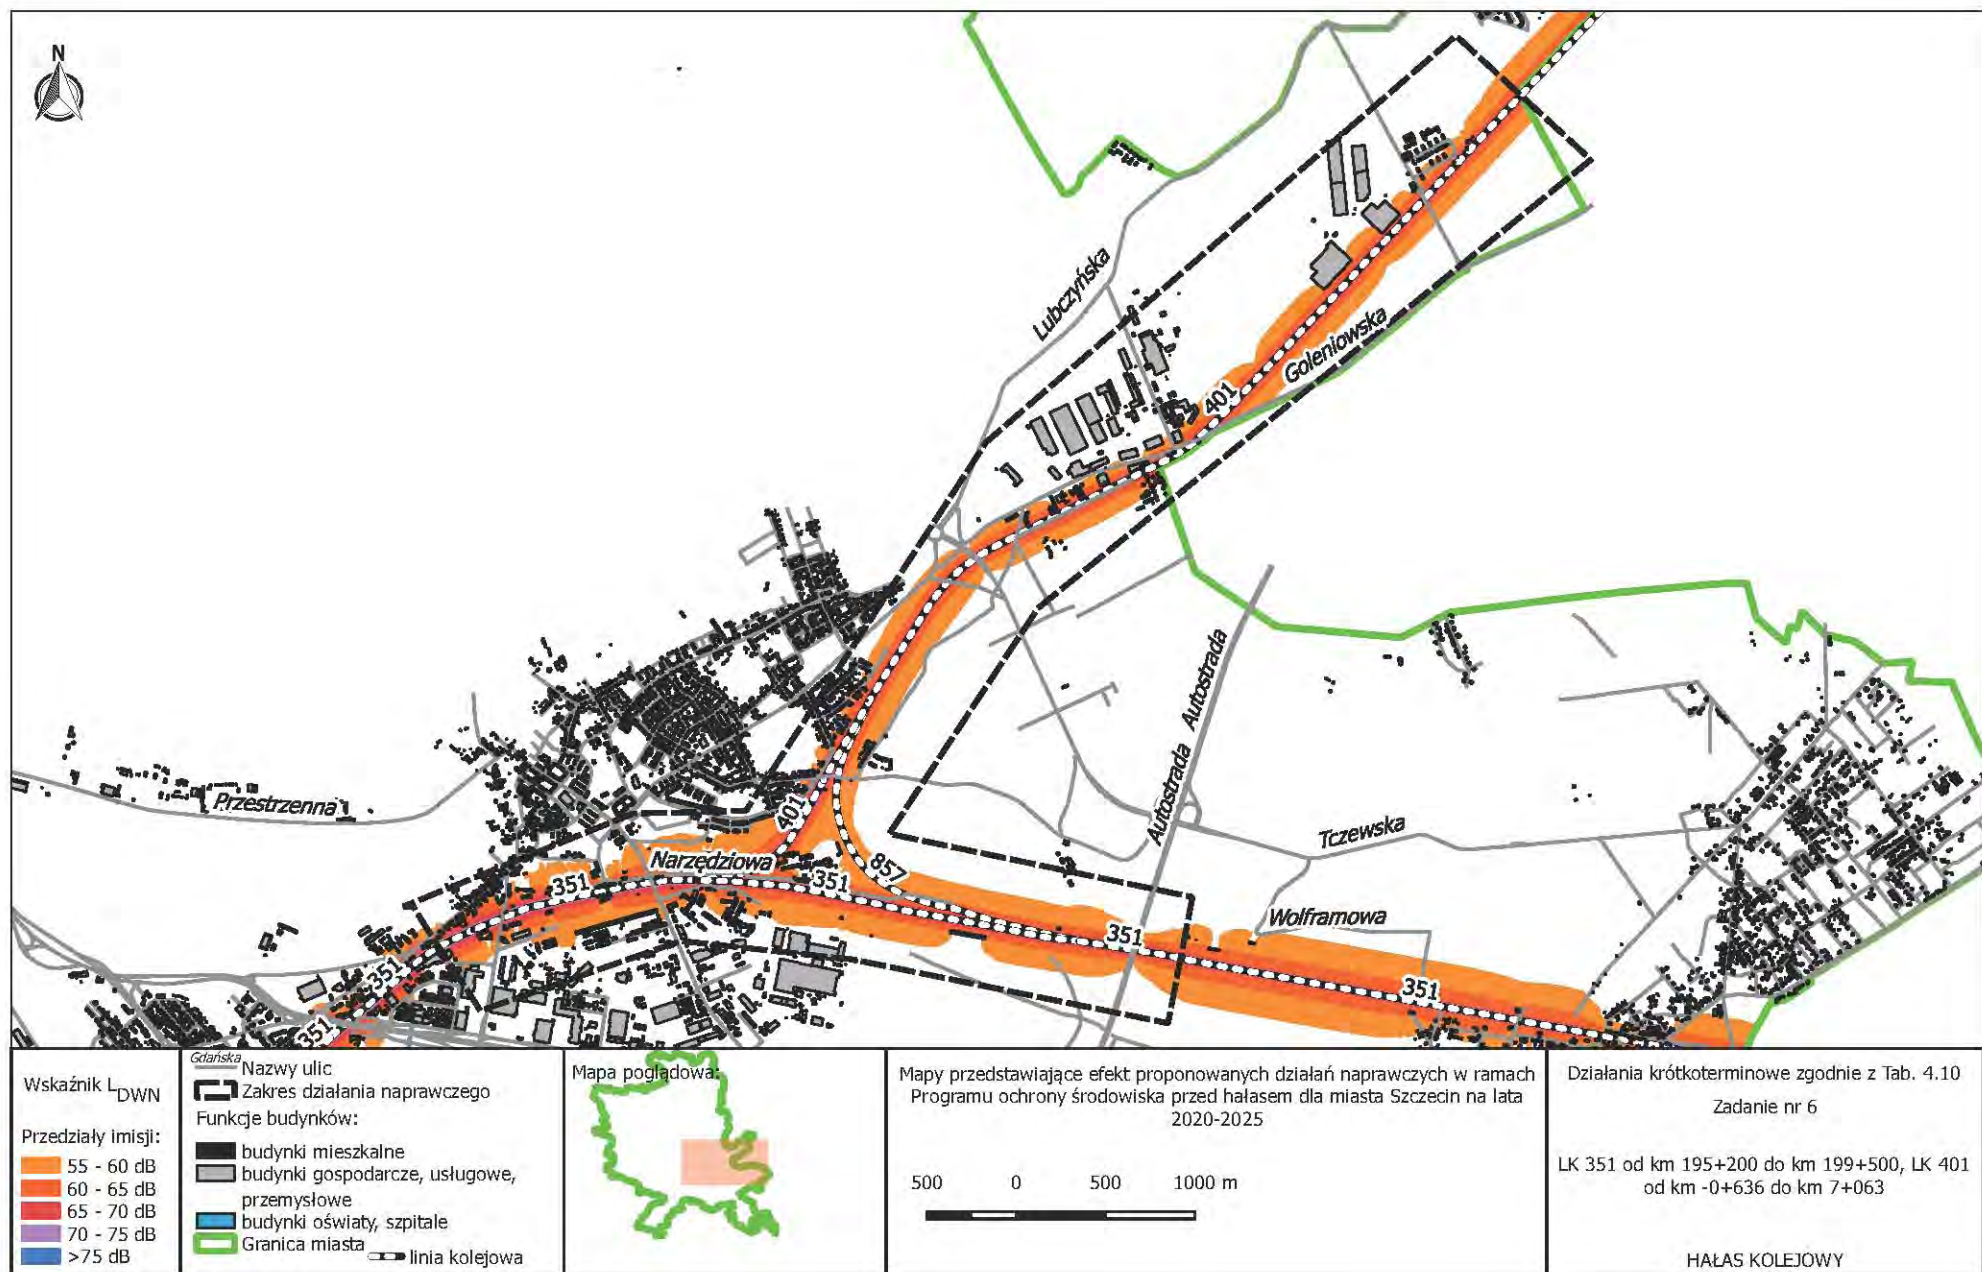 N
Lubczyńska
Goleniowska
401
Autostrada
Autostrada
Przestrzenna
Tczewska
401
Narzędziowa
857
351
351
Wolframowa
351
351
351
351
Wskaźnik LDWN
Przedziały imisji:
55 - 60 dB
60 - 65 dB
65 - 70 dB
70 - 75 dB
>75 dB
Gdańska
Nazwy ulic
Zakres działania naprawczego
Funkcje budynków:
budynki mieszkalne
budynki gospodarcze, usługowe,
przemysłowe
budynki oświaty, szpitale
Granica miasta
linia kolejowa
Mapa poglądowa:
Mapy przedstawiające efekt proponowanych działań naprawczych w ramach
Programu ochrony środowiska przed hałasem dla miasta Szczecin na lata
2020-2025
500 0 500 1000 m
Działania krótkoterminowe zgodnie z Tab. 4.10
Zadanie nr 6
LK 351 od km 195+200 do km 199+500, LK 401
od km -0+636 do km 7+063
HAŁAS KOLEJOWY